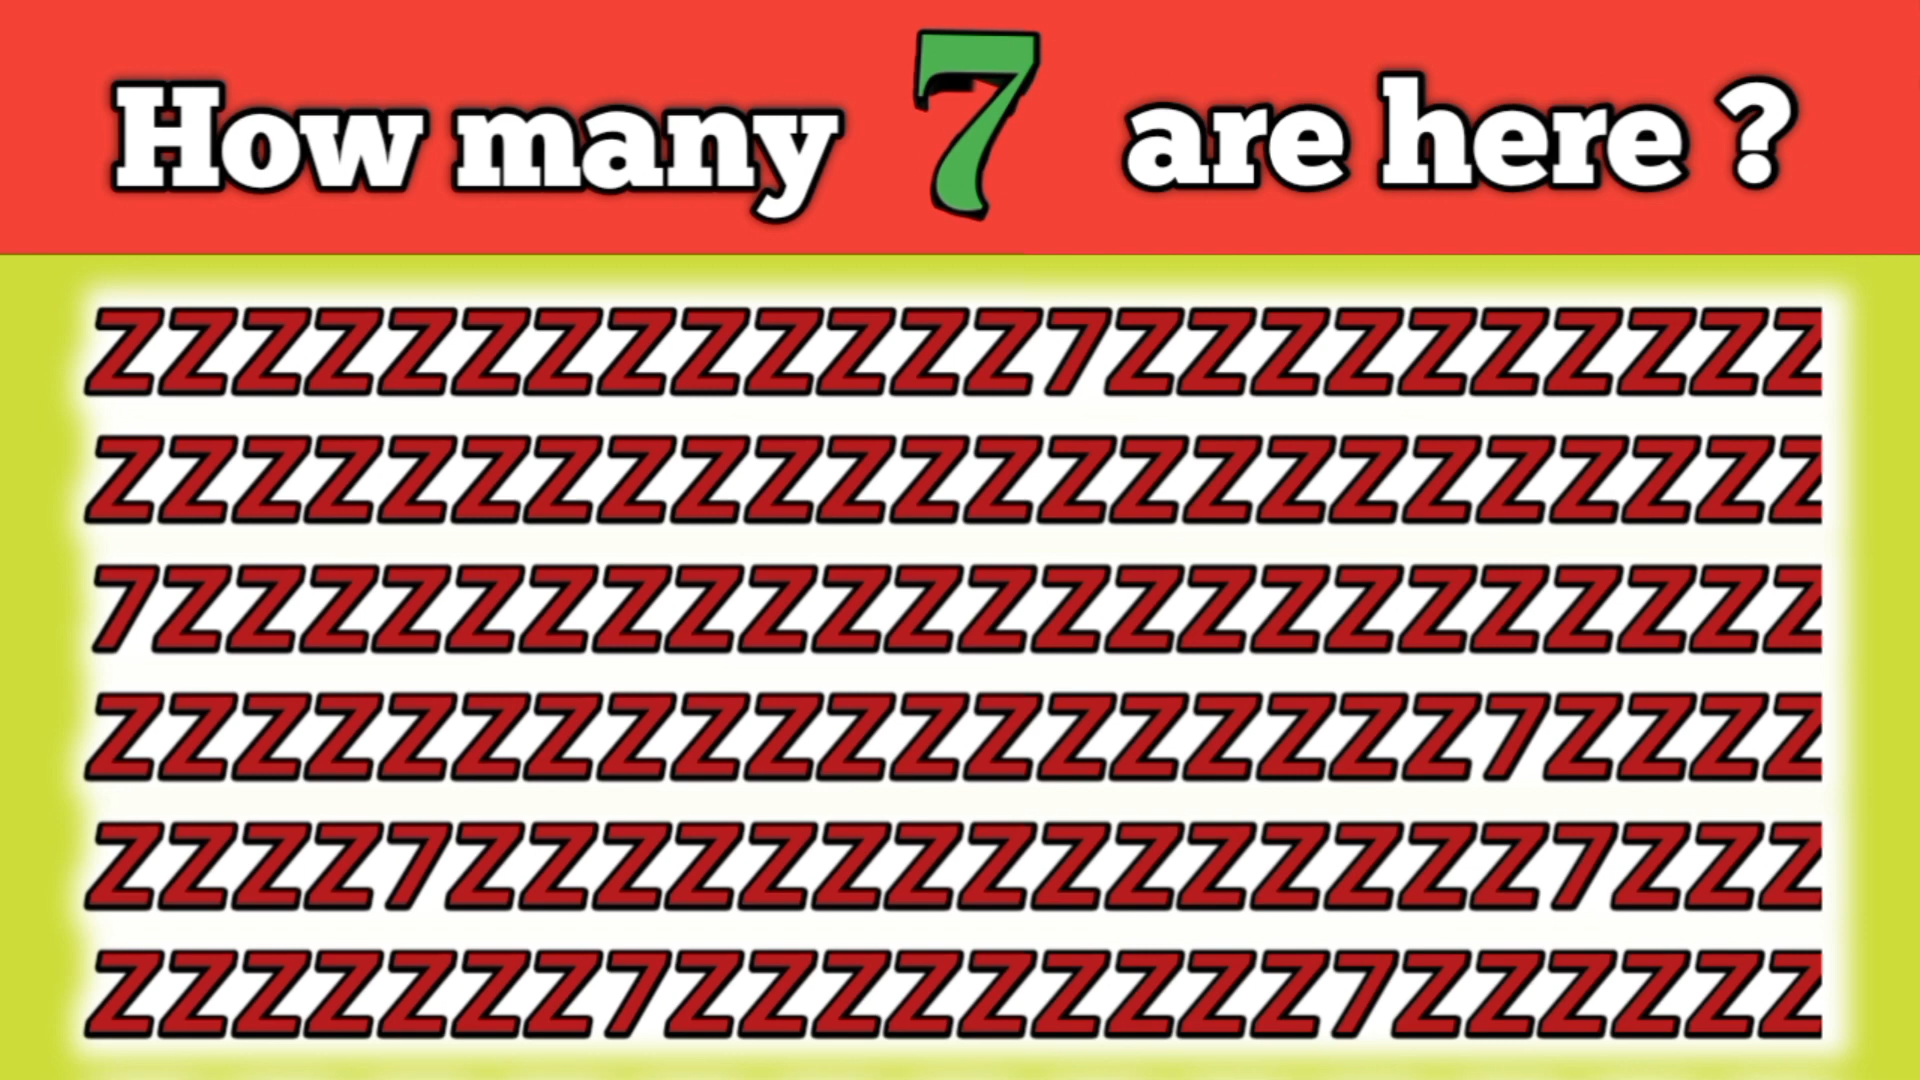 How many 7 are here ?
ZZZZZZZZZZZZZ7ZZZZZZZZZZ
ZZZZZZZZZZZZZZZZZZZZZZZZ
7ZZZZZZZZZZZZZZZZZZZZZZZ
ZZZZZZZZZZZZZZZZZZZ7ZZZZ
ZZZZ7ZZZZZZZZZZZZZZZ7ZZZ
ZZZZZZZ7ZZZZZZZZZ7ZZZZZZ